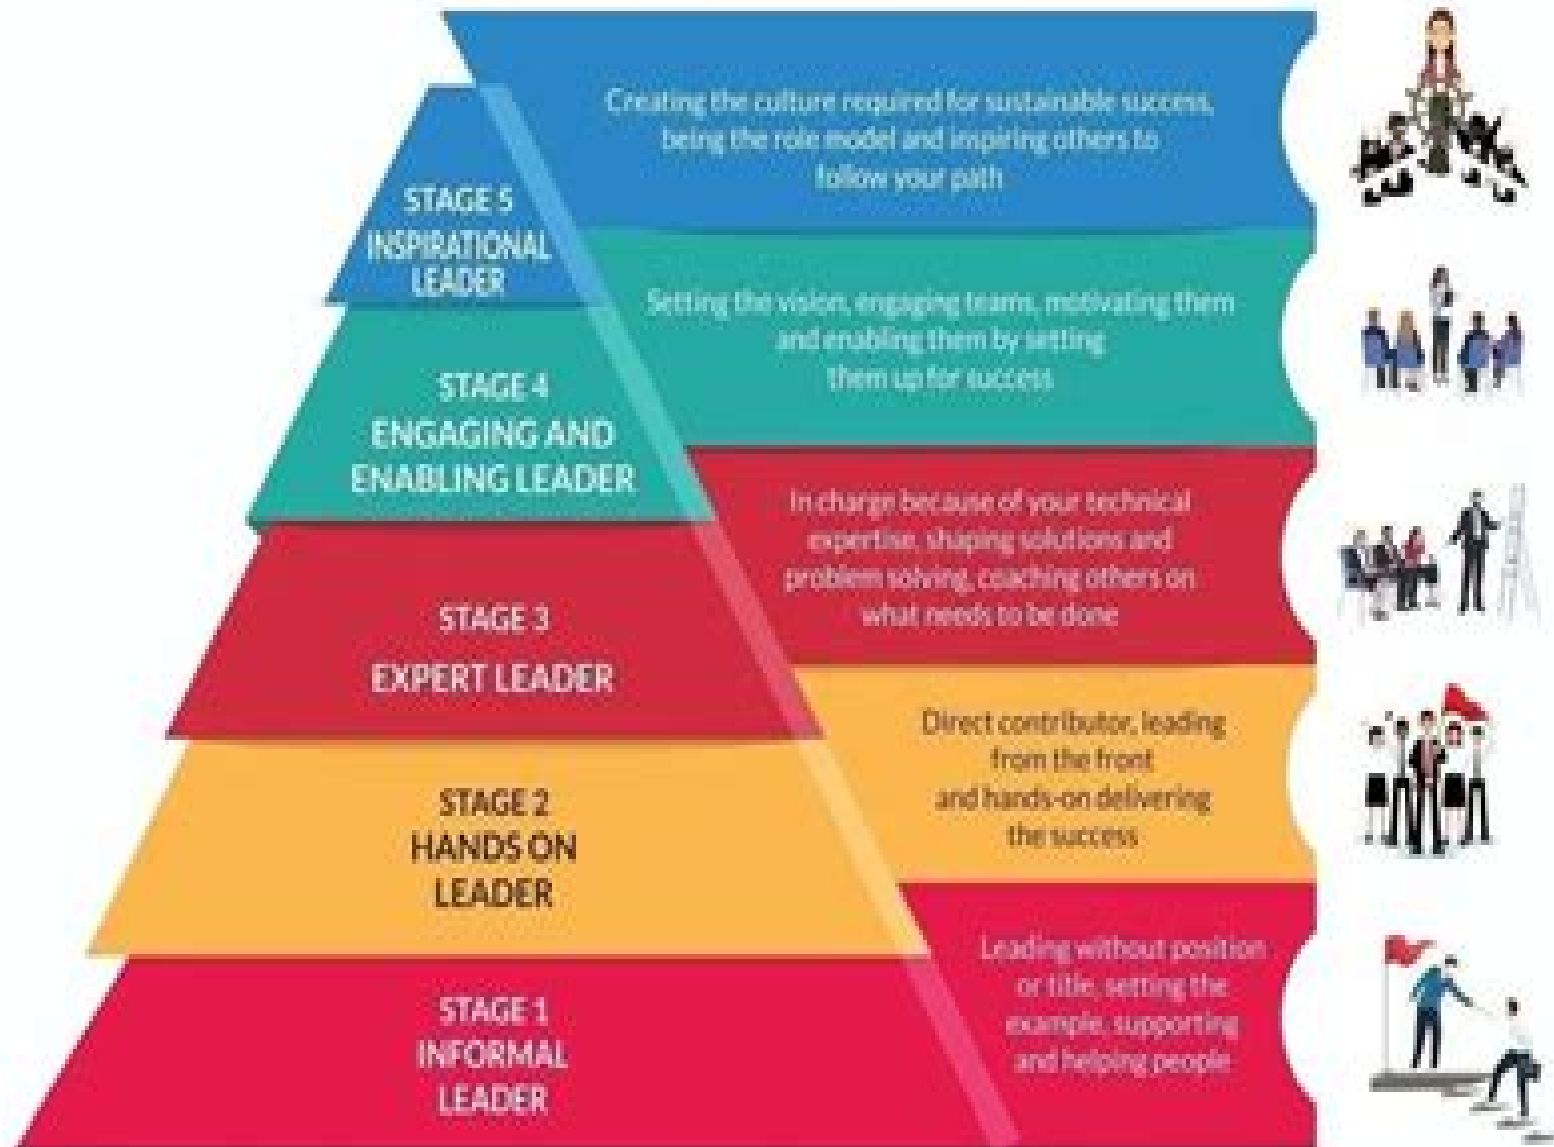 Creating the culture required for sustainable success,
being the role model and inspiring others to
follow your path
STAGE 5
INSPIRATIONAL
LEADER
Setting the vision, engaging teams, motivating them
and enabling them by setting
them up for success
STAGE 4
ENGAGING AND
ENABLING LEADER
In charge because of your technical
expertise, shaping solutions and
problem solving, coaching others on
what needs to be done
STAGE 3
EXPERT LEADER
Direct contributor, leading
from the front
and hands-on delivering
the success
STAGE 2
HANDS ON
LEADER
Leading without position
or title, setting the
example, supporting
and helping people
STAGE 1
INFORMAL
LEADER